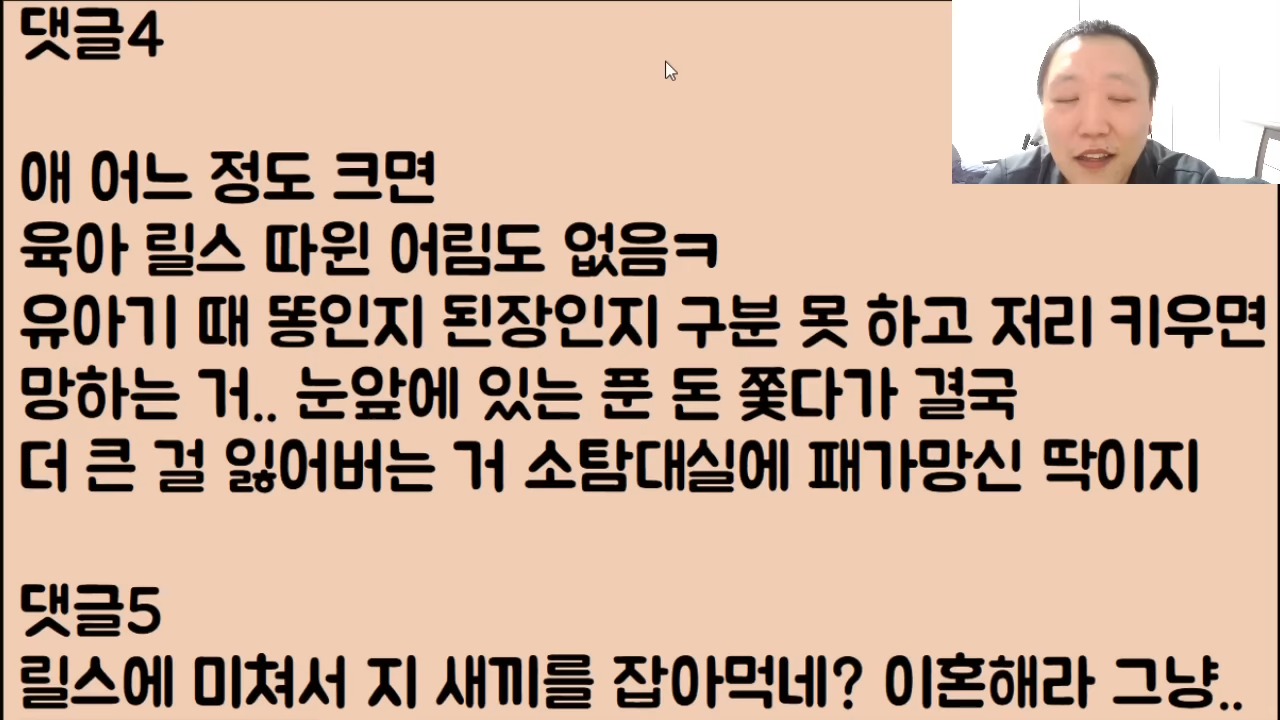 댓글4
애 어느 정도 크면
육아 릴스 따윈 어림도 없음ㅋ
유아기 때 똥인지 된장인지 구분 못 하고 저리 키우면
망하는 거.. 눈앞에 있는 푼 돈 쫓다가 결국
더 큰 걸 잃어버는 거 소탐대실에 패가망신 딱이지
댓글5
릴스에 미쳐서 지 새끼를 잡아먹네? 이혼해라 그냥..